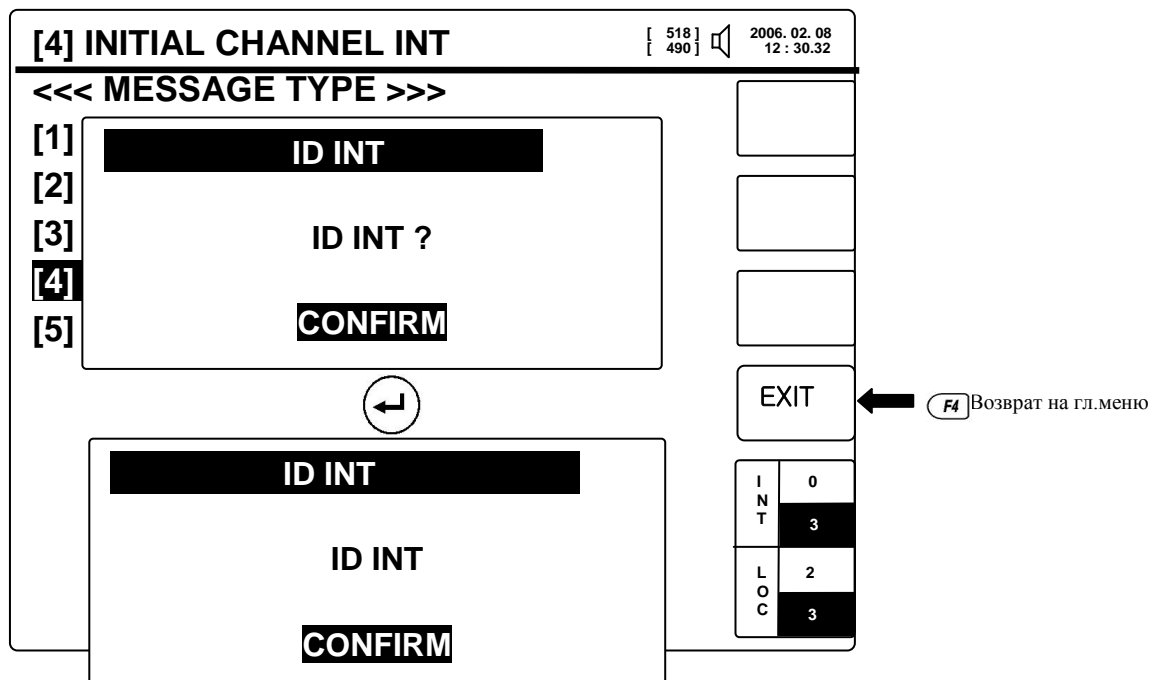 [4] INITIAL CHANNEL INT
[ 518 ]
[ 490 ]
2006. 02. 08
12 : 30.32
<<< MESSAGE TYPE >>>
[1]
[2]
[3]
[4]
[5]
ID INT
ID INT ?
CONFIRM
EXIT
F4 Возврат на гл.меню
ID INT
ID INT
CONFIRM
INT
0
3
LOC
2
3